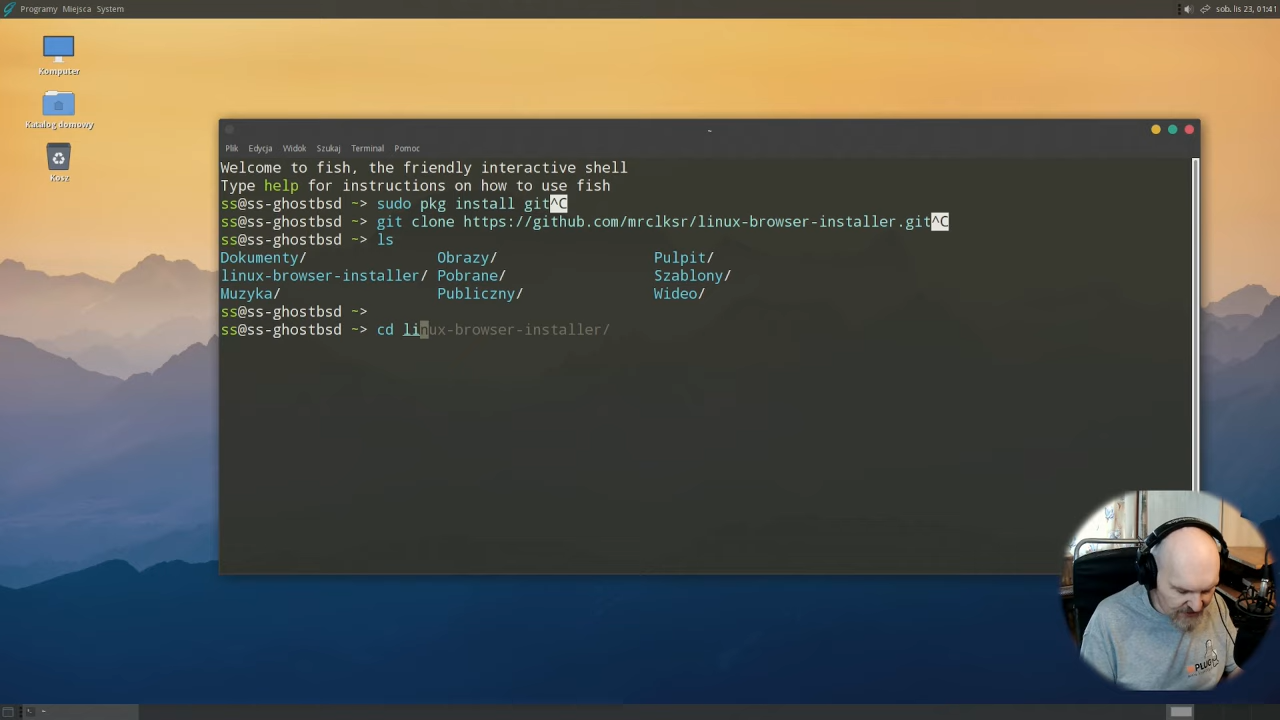 Programy Miejsca System
sob. lis 23, 01:41
Komputer
Katalog domowy
Kosz
~
Plik Edycja Widok Szukaj Terminal Pomoc
Welcome to fish, the friendly interactive shell
Type help for instructions on how to use fish
ss@ss-ghostbsd ~> sudo pkg install git^C
ss@ss-ghostbsd ~> git clone https://github.com/mrclksr/linux-browser-installer.git^C
ss@ss-ghostbsd ~> ls
Dokumenty/ Obrazy/ Pulpit/
linux-browser-installer/ Pobrane/ Szablony/
Muzyka/ Publiczny/ Wideo/
ss@ss-ghostbsd ~>
ss@ss-ghostbsd ~> cd linux-browser-installer/
~